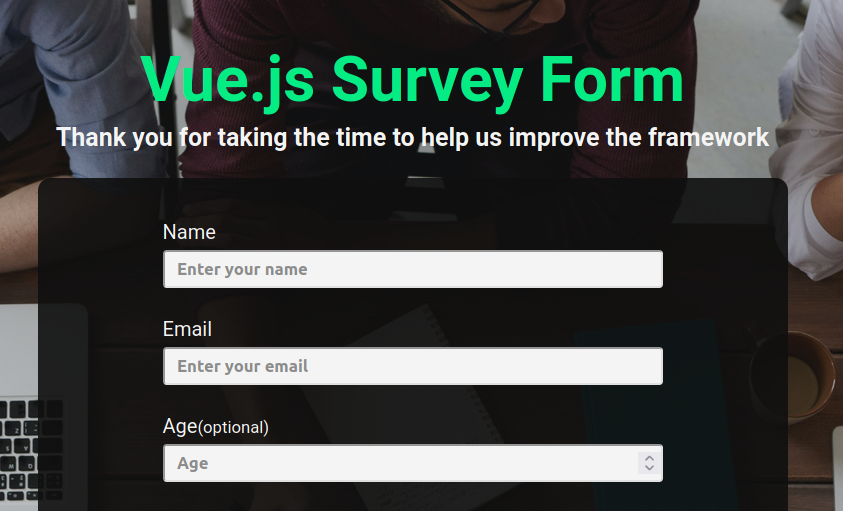 Vue.js Survey Form
Thank you for taking the time to help us improve the framework
Name
Enter your name
Email
Enter your email
Age(optional)
Age